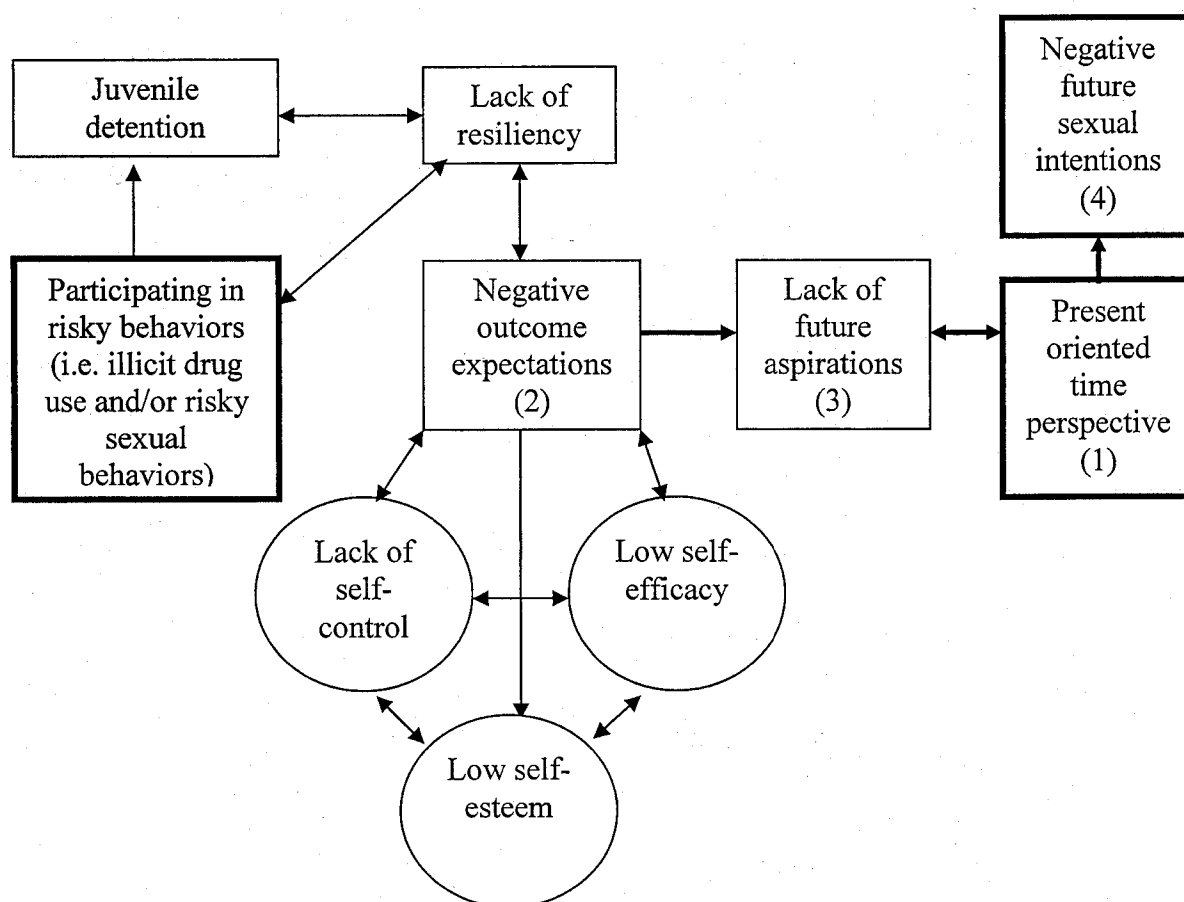 Juvenile
detention
Lack of
resiliency
Negative
future
sexual
intentions
(4)
Participating in
risky behaviors
(i.e. illicit drug
use and/or risky
sexual
behaviors)
Negative
outcome
expectations
(2)
Lack of
future
aspirations
(3)
Present
oriented
time
perspective
(1)
Lack of
self-
control
Low self-
efficacy
Low self-
esteem